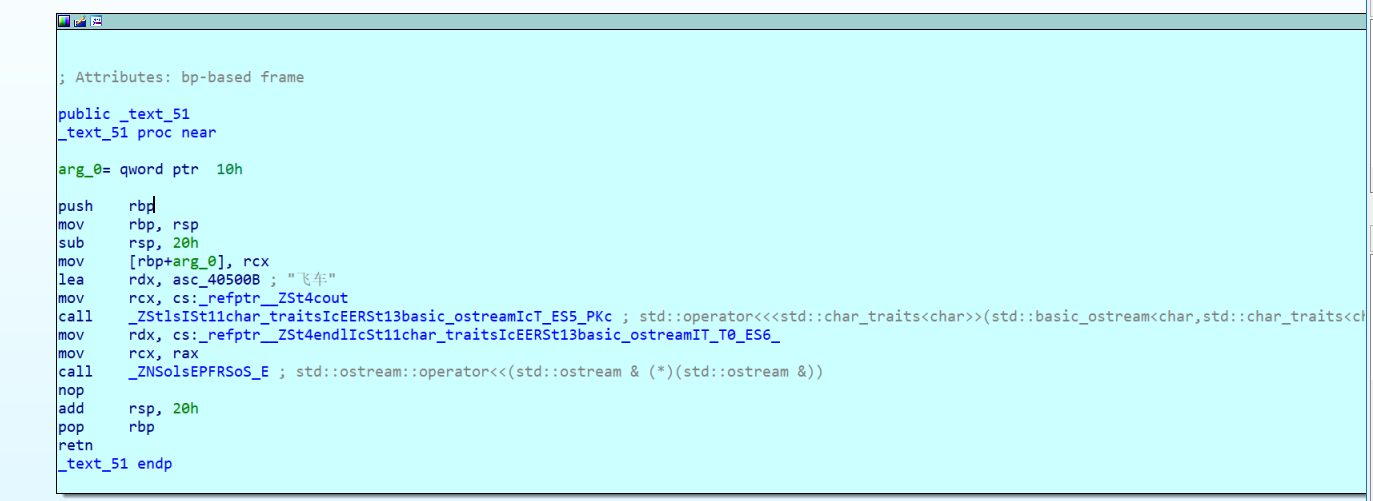 ; Attributes: bp-based frame
public _text_51
_text_51 proc near
arg_0= qword ptr  10h
push    rbp
mov     rbp, rsp
sub     rsp, 20h
mov     [rbp+arg_0], rcx
lea     rdx, asc_40500B ; "飞车"
mov     rcx, cs:_refptr__ZSt4cout
call    _ZStlsISt11char_traitsIcEERSt13basic_ostreamIcT_ES5_PKc ; std::operator<<<std::char_traits<char>>(std::basic_ostream<char,std::char_traits<ch
mov     rdx, cs:_refptr__ZSt4endlIcSt11char_traitsIcEERSt13basic_ostreamIT_T0_ES6_
mov     rcx, rax
call    _ZNSolsEPFRSoS_E ; std::ostream::operator<<(std::ostream & (*)(std::ostream &))
nop
add     rsp, 20h
pop     rbp
retn
_text_51 endp